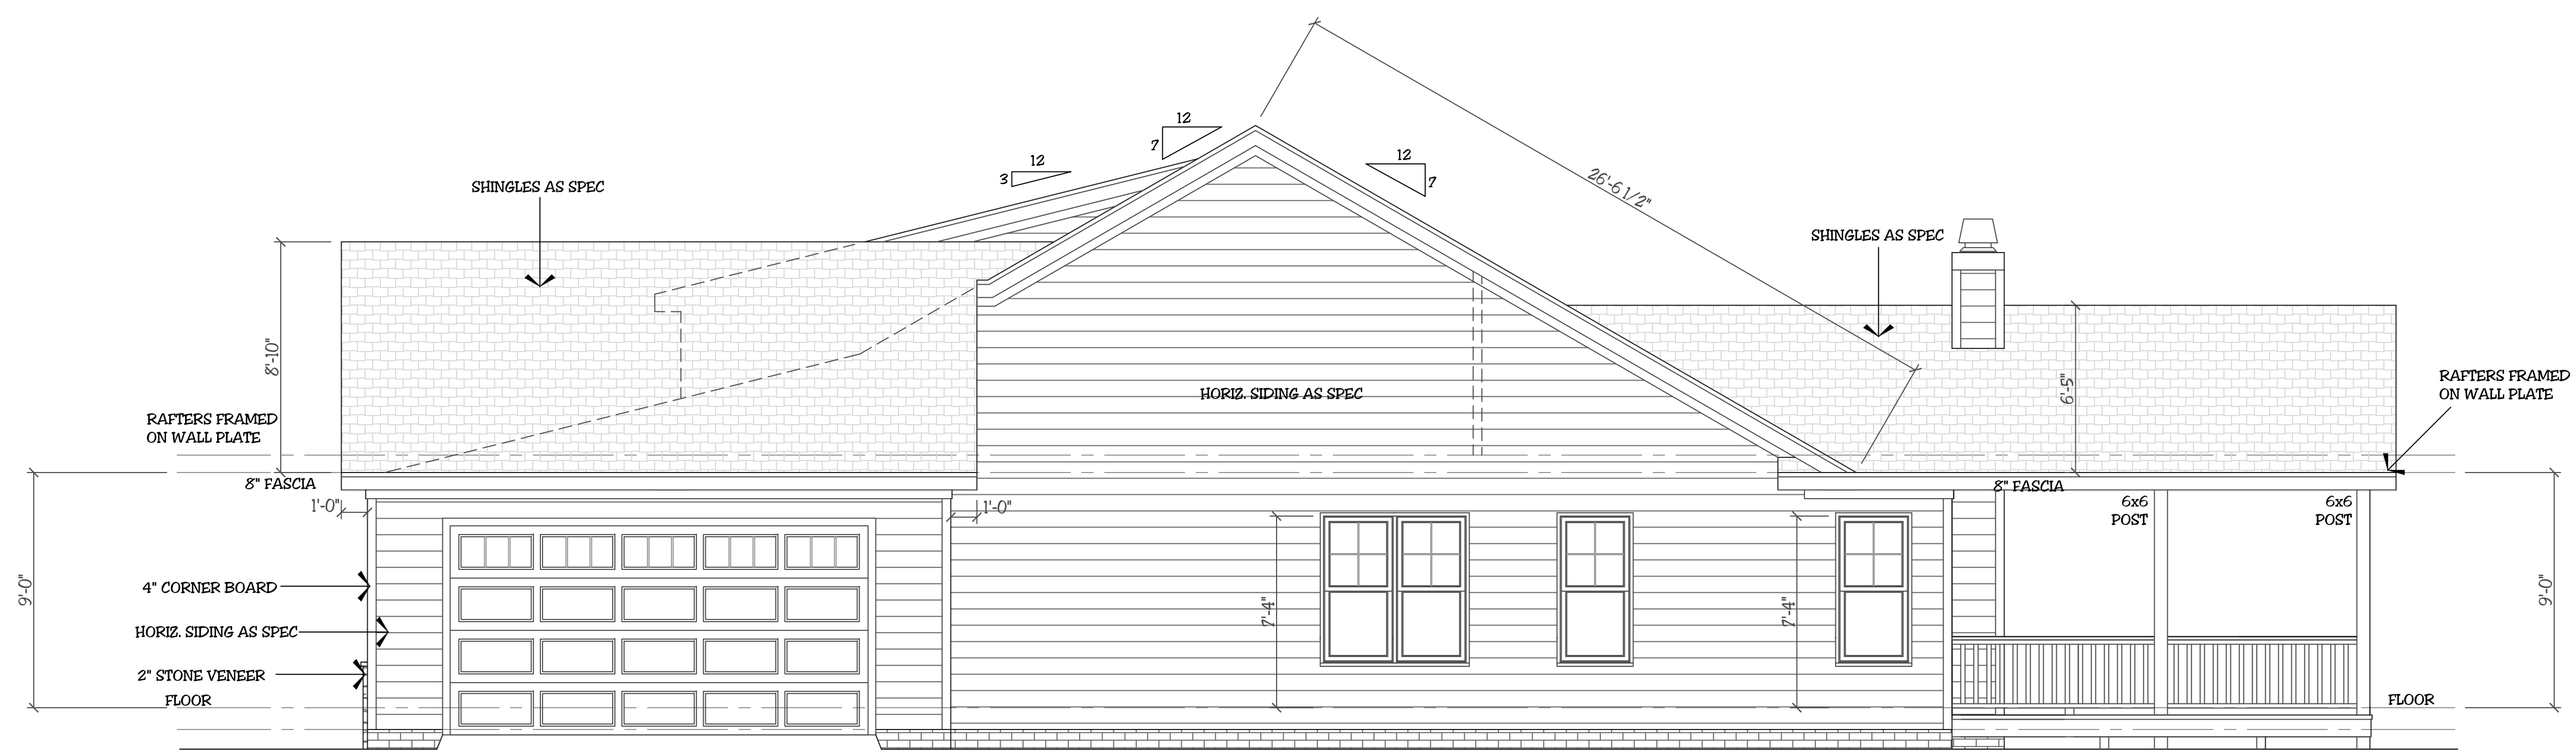 12
7
12
3
12
7
26'-6 1/2"
SHINGLES AS SPEC
SHINGLES AS SPEC
8'-10"
6'-5"
HORIZ. SIDING AS SPEC
RAFTERS FRAMED
ON WALL PLATE
RAFTERS FRAMED
ON WALL PLATE
8" FASCIA
8" FASCIA
1'-0"
1'-0"
6x6
POST
6x6
POST
9'-0"
4" CORNER BOARD
HORIZ. SIDING AS SPEC
2" STONE VENEER
FLOOR
7'-4"
7'-4"
9'-0"
FLOOR